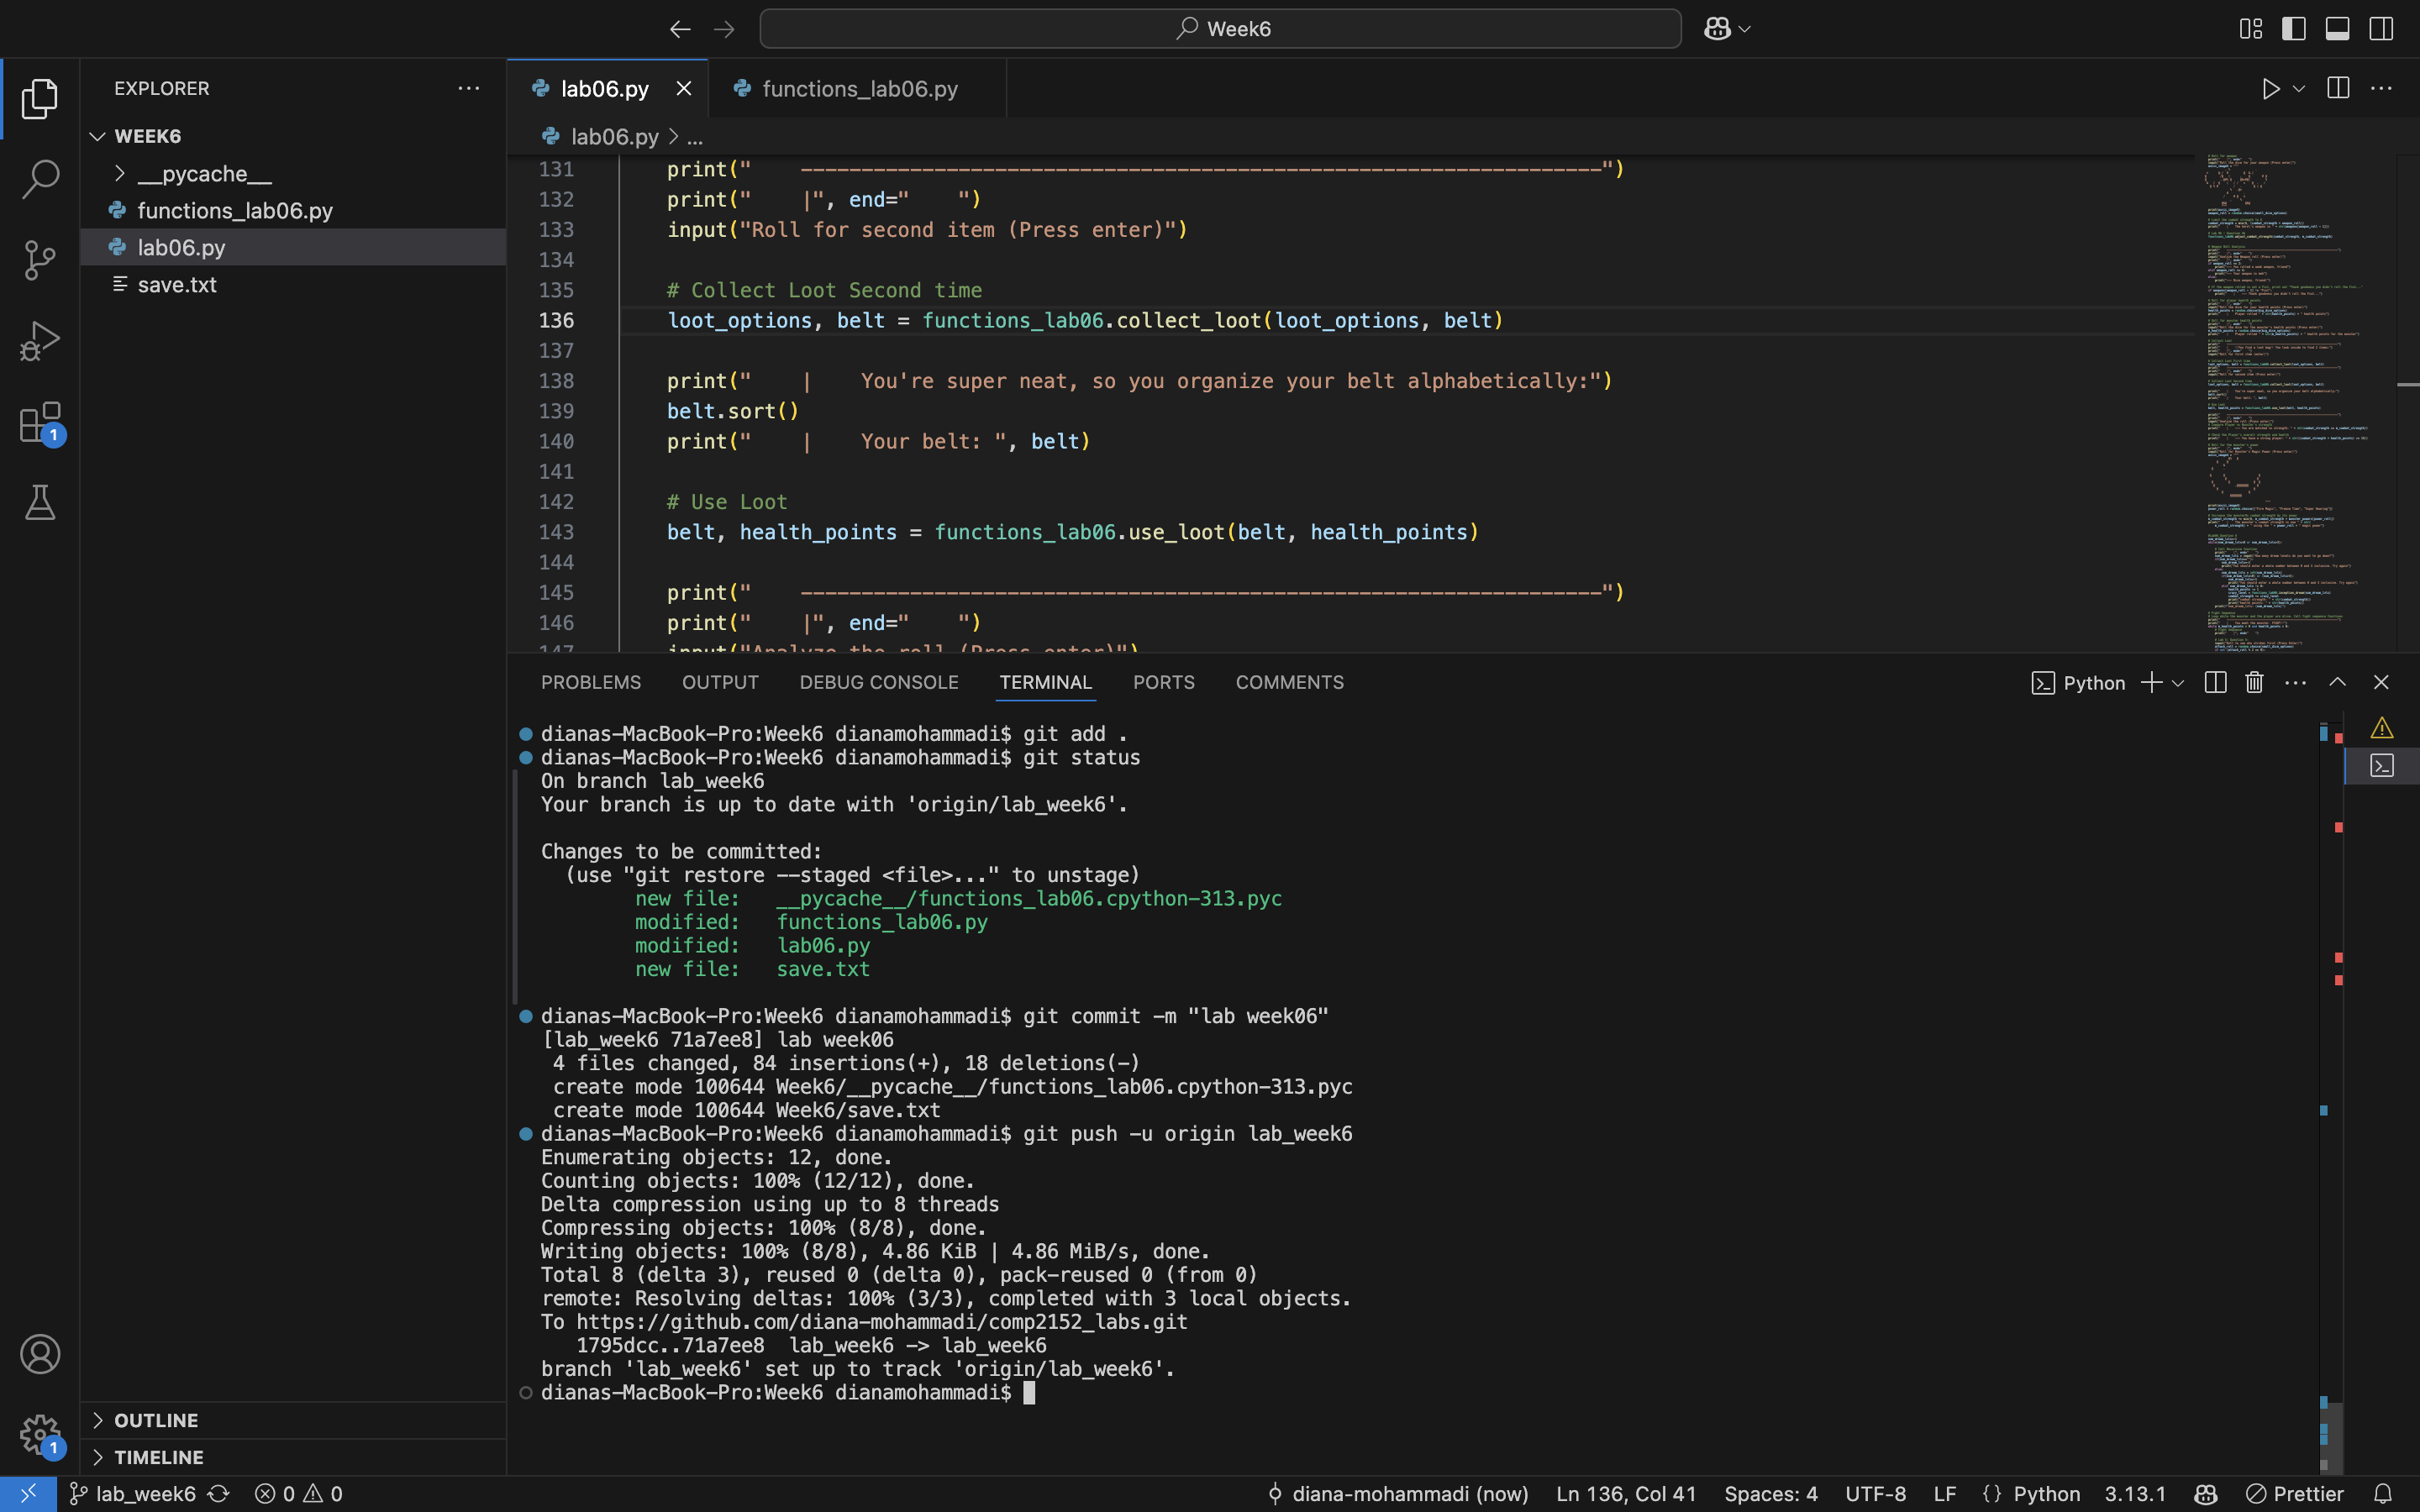 Week6
EXPLORER
WEEK6
__pycache__
functions_lab06.py
lab06.py
save.txt
OUTLINE
TIMELINE
lab06.py
functions_lab06.py
lab06.py > ...
131 print("    ------------------------------------------------------------------")
132 print("    |", end="    ")
133 input("Roll for second item (Press enter)")
134
135 # Collect Loot Second time
136 loot_options, belt = functions_lab06.collect_loot(loot_options, belt)
137
138 print("    |    You're super neat, so you organize your belt alphabetically:")
139 belt.sort()
140 print("    |    Your belt: ", belt)
141
142 # Use Loot
143 belt, health_points = functions_lab06.use_loot(belt, health_points)
144
145 print("    ------------------------------------------------------------------")
146 print("    |", end="    ")
147 input("Analyze the roll (Press enter)")
PROBLEMS OUTPUT DEBUG CONSOLE TERMINAL PORTS COMMENTS
Python
dianas-MacBook-Pro:Week6 dianamohammadi$ git add .
dianas-MacBook-Pro:Week6 dianamohammadi$ git status
On branch lab_week6
Your branch is up to date with 'origin/lab_week6'.
Changes to be committed:
(use "git restore --staged <file>..." to unstage)
new file:   __pycache__/functions_lab06.cpython-313.pyc
modified:   functions_lab06.py
modified:   lab06.py
new file:   save.txt
dianas-MacBook-Pro:Week6 dianamohammadi$ git commit -m "lab week06"
[lab_week6 71a7ee8] lab week06
4 files changed, 84 insertions(+), 18 deletions(-)
create mode 100644 Week6/__pycache__/functions_lab06.cpython-313.pyc
create mode 100644 Week6/save.txt
dianas-MacBook-Pro:Week6 dianamohammadi$ git push -u origin lab_week6
Enumerating objects: 12, done.
Counting objects: 100% (12/12), done.
Delta compression using up to 8 threads
Compressing objects: 100% (8/8), done.
Writing objects: 100% (8/8), 4.86 KiB | 4.86 MiB/s, done.
Total 8 (delta 3), reused 0 (delta 0), pack-reused 0 (from 0)
remote: Resolving deltas: 100% (3/3), completed with 3 local objects.
To https://github.com/diana-mohammadi/comp2152_labs.git
1795dcc..71a7ee8  lab_week6 -> lab_week6
branch 'lab_week6' set up to track 'origin/lab_week6'.
dianas-MacBook-Pro:Week6 dianamohammadi$
1
1
lab_week6 0 0 diana-mohammadi (now) Ln 136, Col 41 Spaces: 4 UTF-8 LF {} Python 3.13.1 Prettier